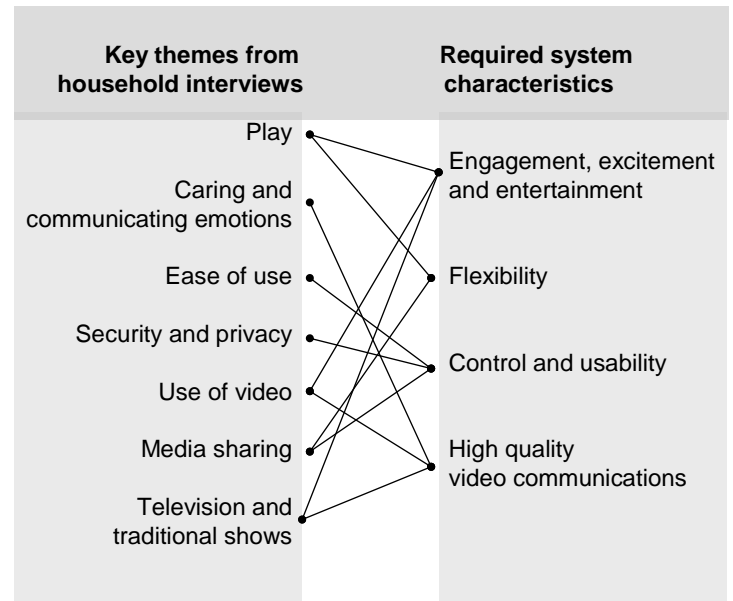 Key themes from
household interviews
Required system
characteristics
Play
Caring and
communicating emotions
Ease of use
Security and privacy
Use of video
Media sharing
Television and
traditional shows
Engagement, excitement
and entertainment
Flexibility
Control and usability
High quality
video communications